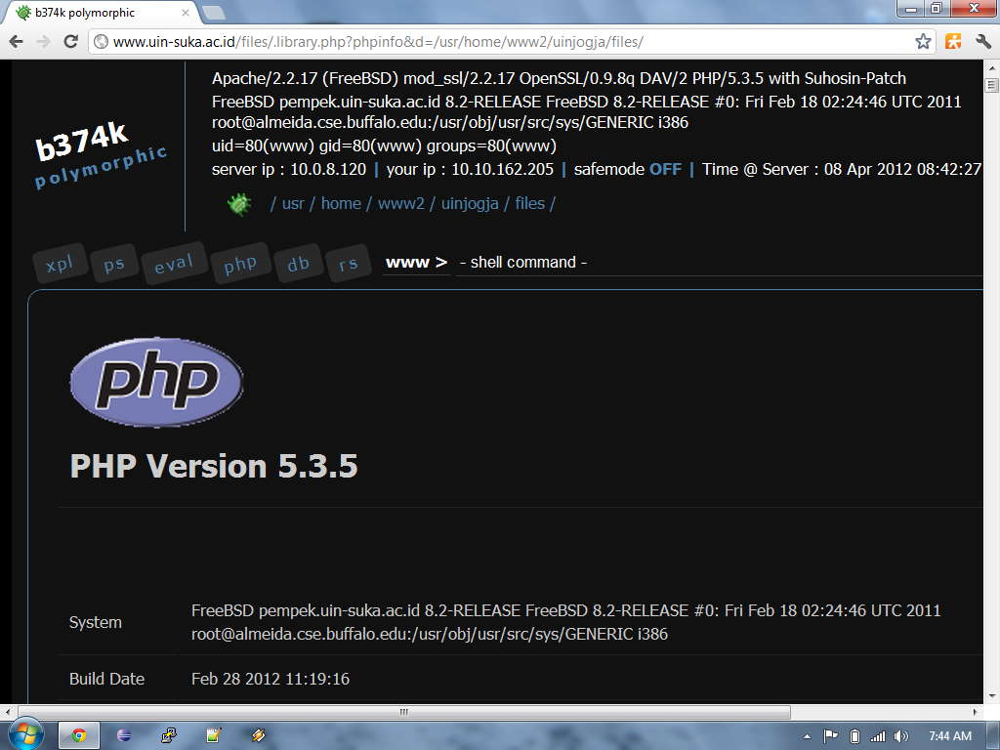 b374k polymorphic
www.uin-suka.ac.id/files/.library.php?phpinfo&d=/usr/home/www2/uinjogja/files/
Apache/2.2.17 (FreeBSD) mod_ssl/2.2.17 OpenSSL/0.9.8q DAV/2 PHP/5.3.5 with Suhosin-Patch
FreeBSD pempek.uin-suka.ac.id 8.2-RELEASE FreeBSD 8.2-RELEASE #0: Fri Feb 18 02:24:46 UTC 2011
root@almeida.cse.buffalo.edu:/usr/obj/usr/src/sys/GENERIC i386
uid=80(www) gid=80(www) groups=80(www)
server ip : 10.0.8.120 | your ip : 10.10.162.205 | safemode OFF | Time @ Server : 08 Apr 2012 08:42:27
b374k
polymorphic
/ usr / home / www2 / uinjogja / files /
xpl ps eval php db rs www > - shell command -
php
PHP Version 5.3.5
System
FreeBSD pempek.uin-suka.ac.id 8.2-RELEASE FreeBSD 8.2-RELEASE #0: Fri Feb 18 02:24:46 UTC 2011
root@almeida.cse.buffalo.edu:/usr/obj/usr/src/sys/GENERIC i386
Build Date Feb 28 2012 11:19:16
7:44 AM